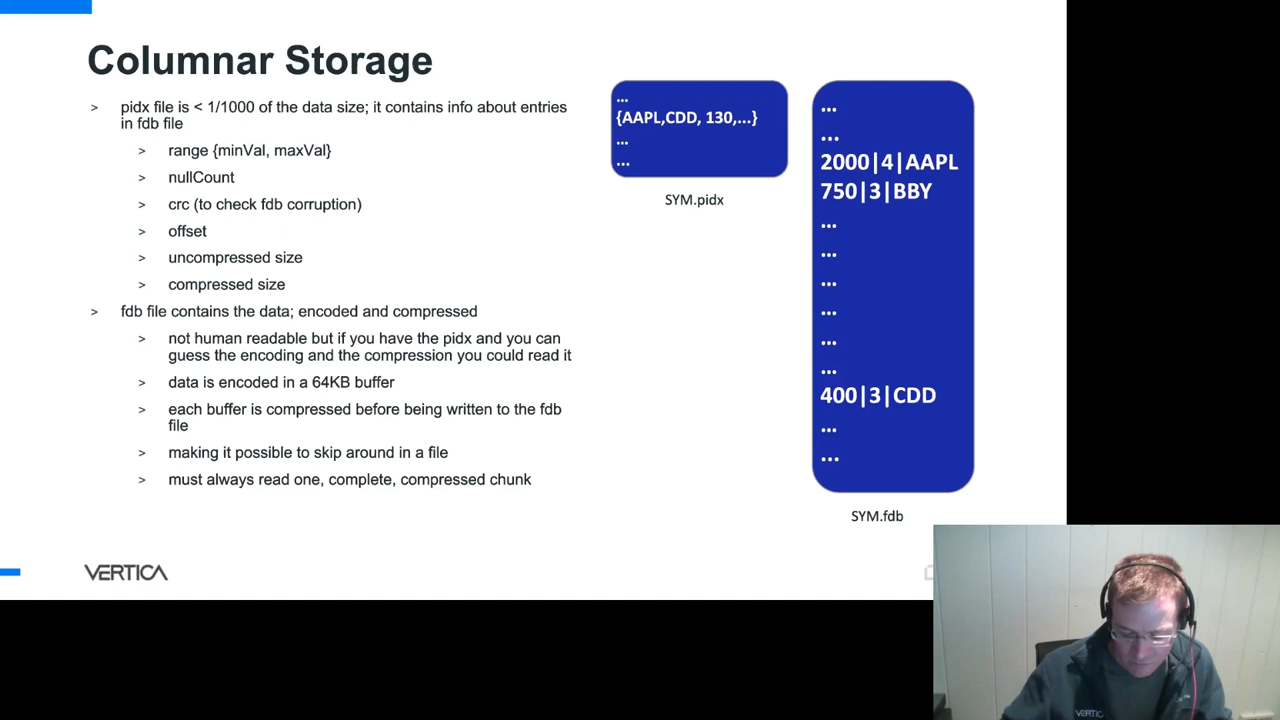 Columnar Storage
> pidx file is < 1/1000 of the data size; it contains info about entries
in fdb file
> range {minVal, maxVal}
> nullCount
> crc (to check fdb corruption)
> offset
> uncompressed size
> compressed size
> fdb file contains the data; encoded and compressed
> not human readable but if you have the pidx and you can
guess the encoding and the compression you could read it
> data is encoded in a 64KB buffer
> each buffer is compressed before being written to the fdb
file
> making it possible to skip around in a file
> must always read one, complete, compressed chunk
...
{AAPL,CDD, 130,...}
...
...
SYM.pidx
...
...
2000|4|AAPL
750|3|BBY
...
...
...
...
...
...
400|3|CDD
...
...
SYM.fdb
VERTICA
VERTIC